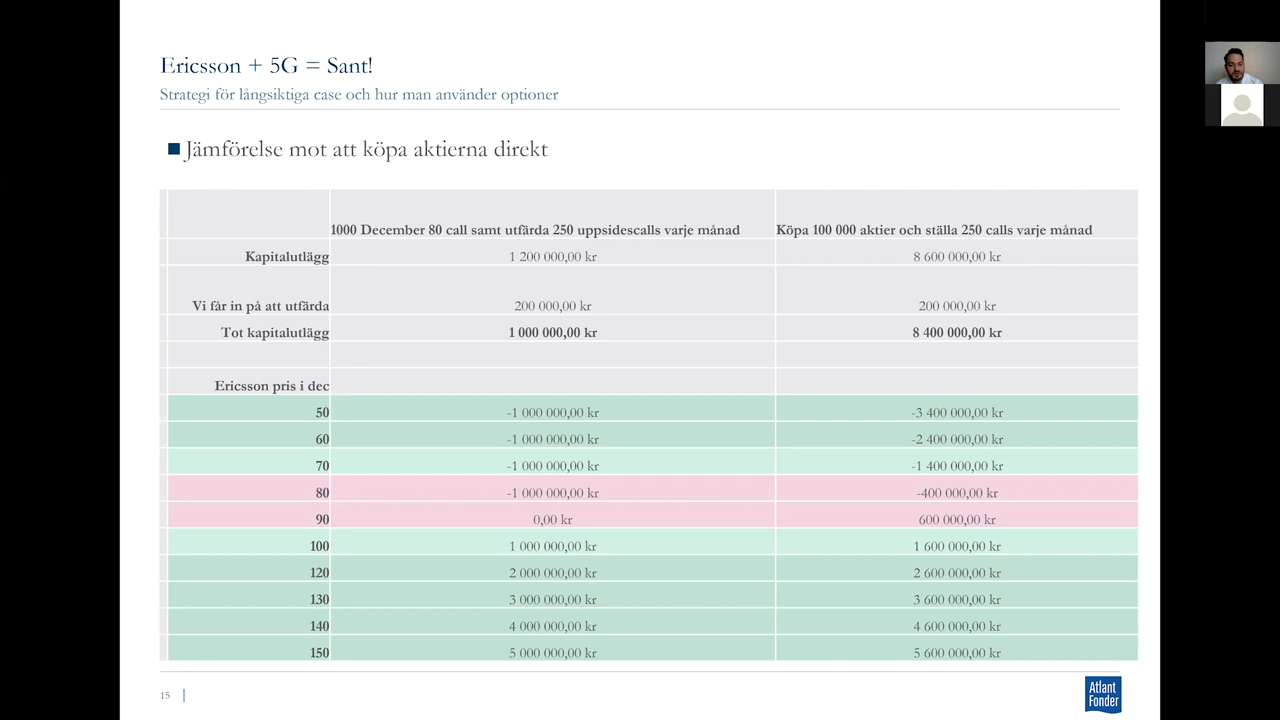 Ericsson + 5G = Sant!
Strategi för långsiktiga case och hur man använder optioner
Jämförelse mot att köpa aktierna direkt
1000 December 80 call samt utfärda 250 uppsidescalls varje månad Köpa 100 000 aktier och ställa 250 calls varje månad
Kapitalutlägg 1 200 000,00 kr 8 600 000,00 kr
Vi får in på att utfärda 200 000,00 kr 200 000,00 kr
Tot kapitalutlägg 1 000 000,00 kr 8 400 000,00 kr
Ericsson pris i dec
50 -1 000 000,00 kr -3 400 000,00 kr
60 -1 000 000,00 kr -2 400 000,00 kr
70 -1 000 000,00 kr -1 400 000,00 kr
80 -1 000 000,00 kr -400 000,00 kr
90 0,00 kr 600 000,00 kr
100 1 000 000,00 kr 1 600 000,00 kr
120 2 000 000,00 kr 2 600 000,00 kr
130 3 000 000,00 kr 3 600 000,00 kr
140 4 000 000,00 kr 4 600 000,00 kr
150 5 000 000,00 kr 5 600 000,00 kr
15
Atlant
Fonder